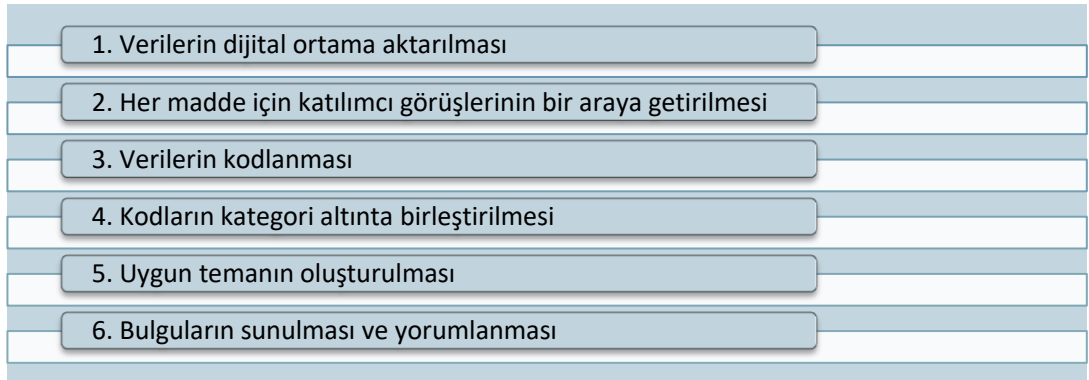 1. Verilerin dijital ortama aktarılması
2. Her madde için katılımcı görüşlerinin bir araya getirilmesi
3. Verilerin kodlanması
4. Kodların kategori altınta birleştirilmesi
5. Uygun temanın oluşturulması
6. Bulguların sunulması ve yorumlanması